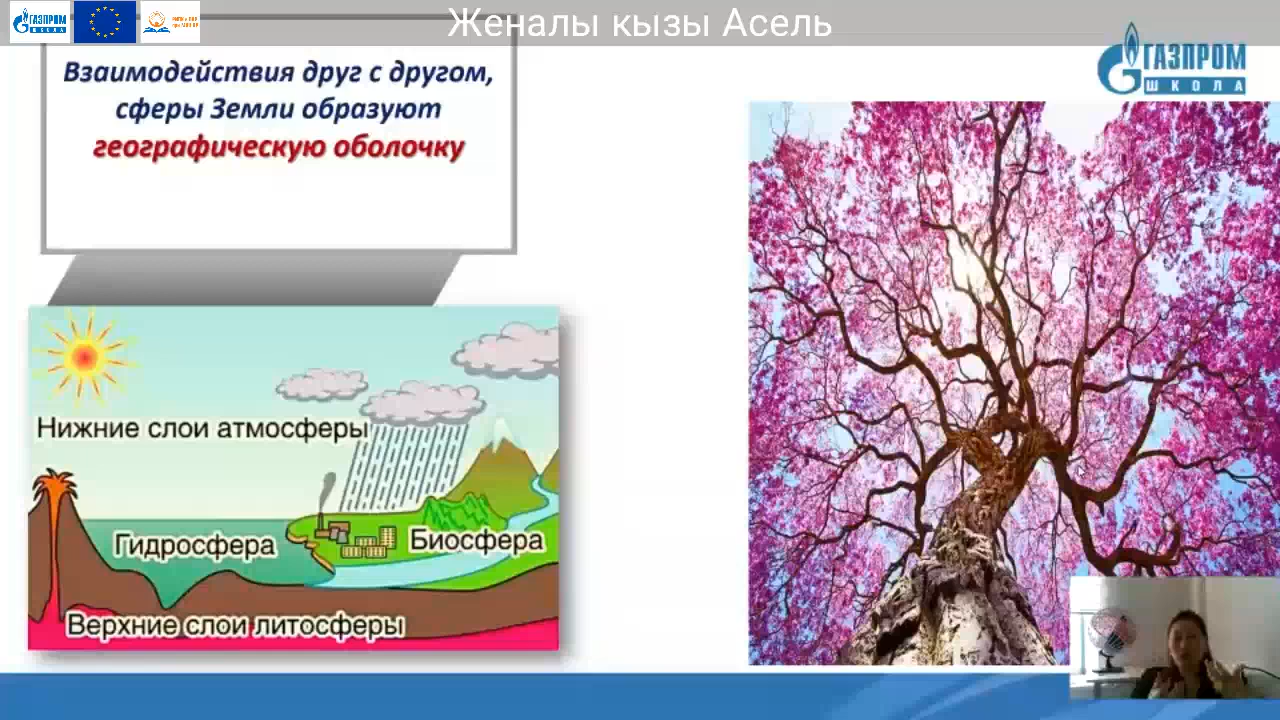 Женалы кызы Асель
ГАЗПРОМ
ШКОЛА
ГАЗПРОМ
ШКОЛА
Взаимодействия друг с другом,
сферы Земли образуют
географическую оболочку
Нижние слои атмосферы
Гидросфера
Биосфера
Верхние слои литосферы